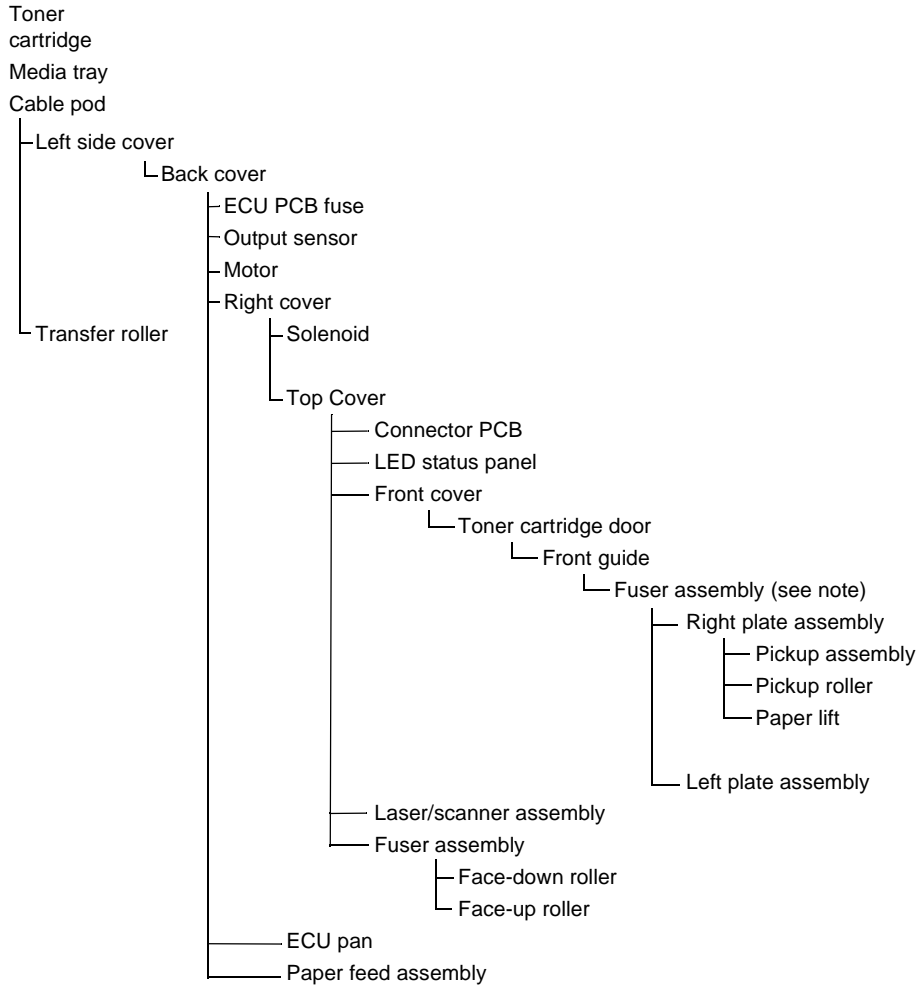 Toner
cartridge
Media tray
Cable pod
Left side cover
Back cover
ECU PCB fuse
Output sensor
Motor
Right cover
Transfer roller
Solenoid
Top Cover
Connector PCB
LED status panel
Front cover
Toner cartridge door
Front guide
Fuser assembly (see note)
Right plate assembly
Pickup assembly
Pickup roller
Paper lift
Left plate assembly
Laser/scanner assembly
Fuser assembly
Face-down roller
Face-up roller
ECU pan
Paper feed assembly